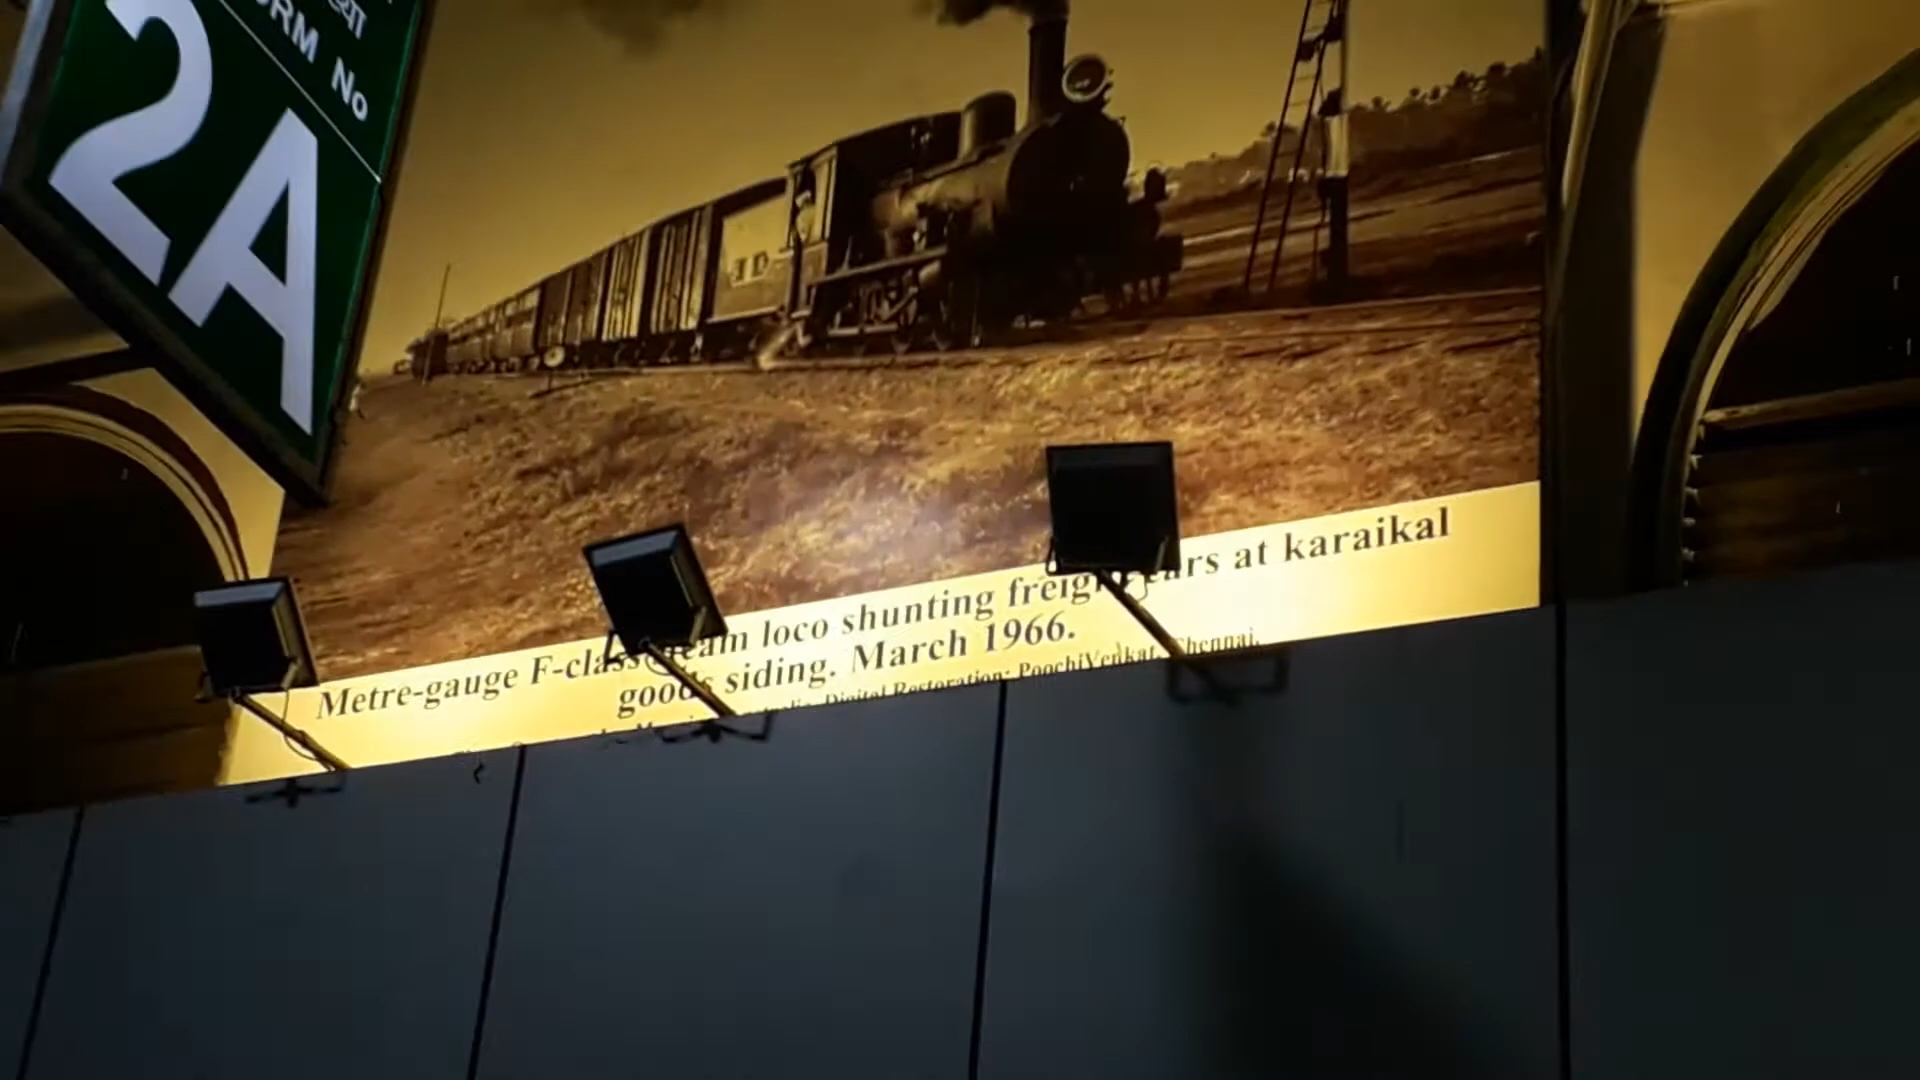 ORM No
2A
Metre-gauge F-class steam loco shunting freight cars at karaikal
goods siding. March 1966.
Digital Restoration: PoochiVenkat, Chennai.